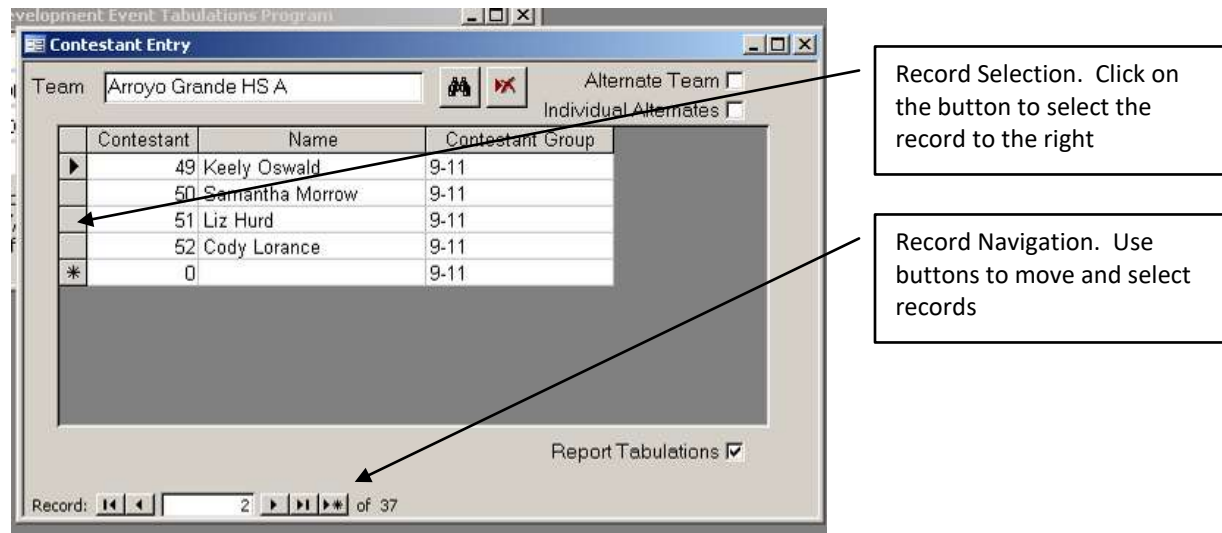 velopment Event Tabulations Program
Contestant Entry
Team Arroyo Grande HS A
Alternate Team
Individual Alternates
Contestant Name Contestant Group
49 Keely Oswald 9-11
50 Samantha Morrow 9-11
51 Liz Hurd 9-11
52 Cody Lorance 9-11
* 0 9-11
Report Tabulations
Record: 2 of 37
Record Selection. Click on
the button to select the
record to the right
Record Navigation. Use
buttons to move and select
records